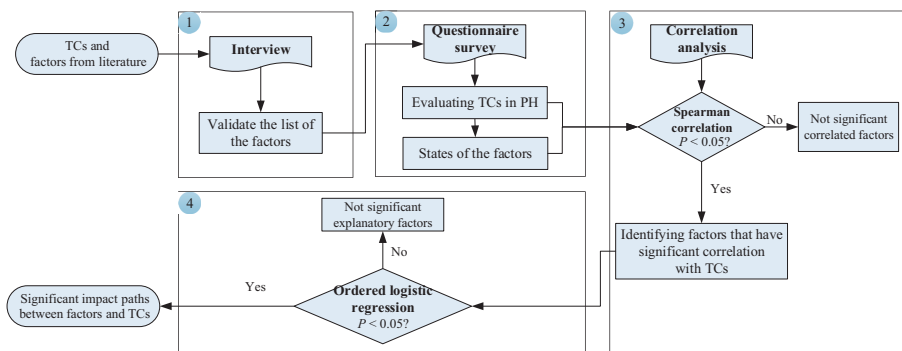 TCs and
factors from literature
1
Interview
Validate the list of
the factors
2
Questionnaire
survey
Evaluating TCs in PH
States of the factors
3
Correlation
analysis
Spearman
correlation
P < 0.05?
No
Not significant
correlated factors
Yes
Identifying factors that have
significant correlation
with TCs
4
Not significant
explanatory factors
No
Ordered logistic
regression
P < 0.05?
Yes
Significant impact paths
between factors and TCs